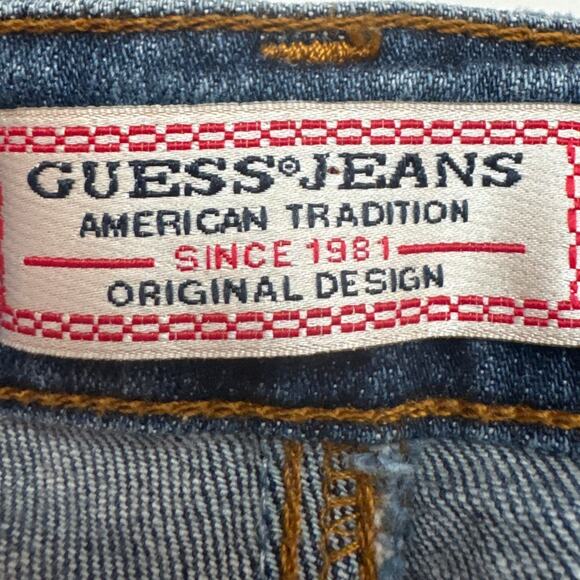 GUESS® JEANS
AMERICAN TRADITION
SINCE 1981
ORIGINAL DESIGN